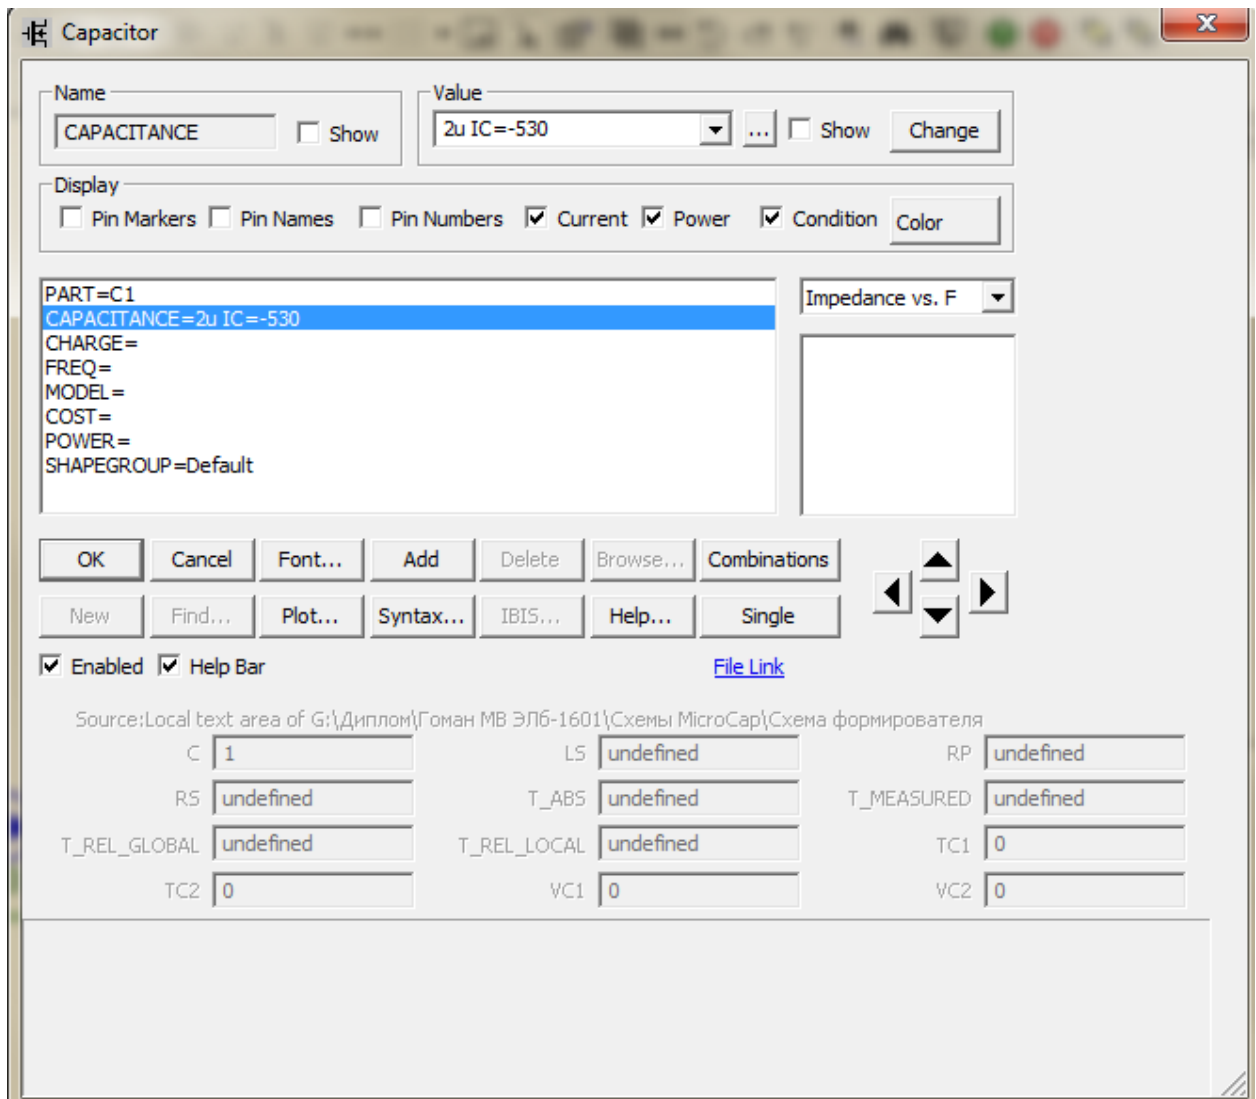 Capacitor
Name
CAPACITANCE Show
Value
2u IC=-530 ... Show Change
Display
Pin Markers Pin Names Pin Numbers Current Power Condition Color
PART=C1
CAPACITANCE=2u IC=-530
CHARGE=
FREQ=
MODEL=
COST=
POWER=
SHAPEGROUP=Default
Impedance vs. F
OK Cancel Font... Add Delete Browse... Combinations
New Find... Plot... Syntax... IBIS... Help... Single
Enabled Help Bar File Link
Source:Local text area of G:\Диплом\Гоман МВ ЭЛб-1601\Схемы MicroCap\Схема формирователя
C 1 LS undefined RP undefined
RS undefined T_ABS undefined T_MEASURED undefined
T_REL_GLOBAL undefined T_REL_LOCAL undefined TC1 0
TC2 0 VC1 0 VC2 0